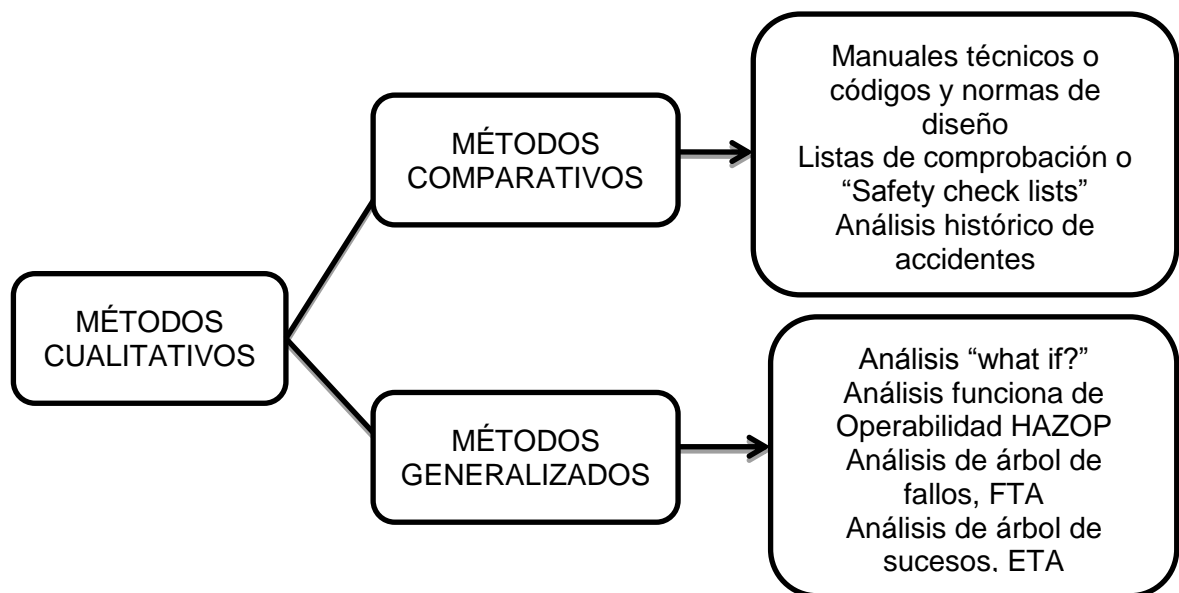 MÉTODOS
CUALITATIVOS
MÉTODOS
COMPARATIVOS
Manuales técnicos o
códigos y normas de
diseño
Listas de comprobación o
“Safety check lists”
Análisis histórico de
accidentes
MÉTODOS
GENERALIZADOS
Análisis “what if?”
Análisis funciona de
Operabilidad HAZOP
Análisis de árbol de
fallos, FTA
Análisis de árbol de
sucesos, ETA